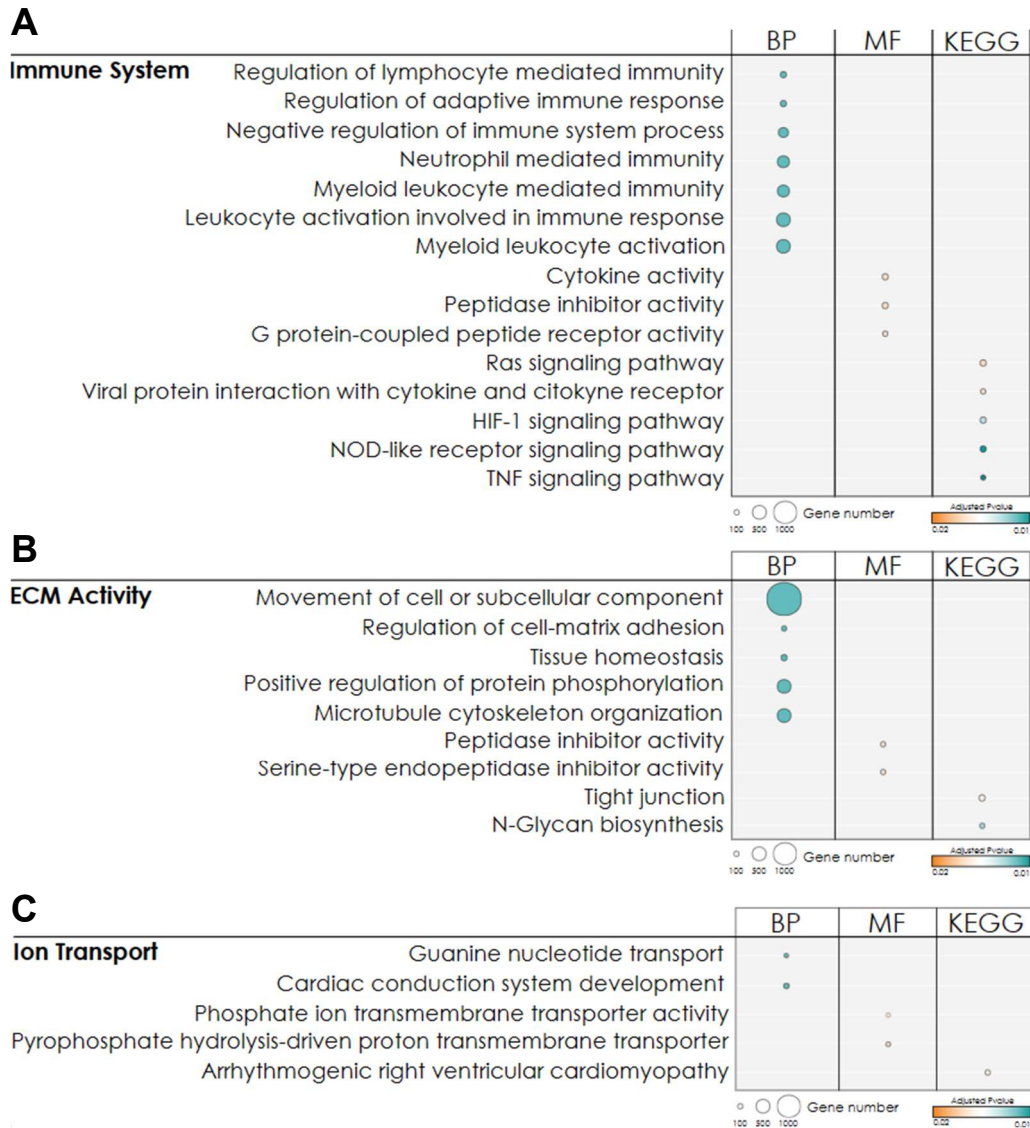 A
BP MF KEGG
Immune System Regulation of lymphocyte mediated immunity
Regulation of adaptive immune response
Negative regulation of immune system process
Neutrophil mediated immunity
Myeloid leukocyte mediated immunity
Leukocyte activation involved in immune response
Myeloid leukocyte activation
Cytokine activity
Peptidase inhibitor activity
G protein-coupled peptide receptor activity
Ras signaling pathway
Viral protein interaction with cytokine and citokyne receptor
HIF-1 signaling pathway
NOD-like receptor signaling pathway
TNF signaling pathway
Gene number Adjusted Pvalue
100 300 1000 0.02 0.01
B
BP MF KEGG
ECM Activity Movement of cell or subcellular component
Regulation of cell-matrix adhesion
Tissue homeostasis
Positive regulation of protein phosphorylation
Microtubule cytoskeleton organization
Peptidase inhibitor activity
Serine-type endopeptidase inhibitor activity
Tight junction
N-Glycan biosynthesis
Gene number Adjusted Pvalue
100 300 1000 0.02 0.01
C
BP MF KEGG
Ion Transport Guanine nucleotide transport
Cardiac conduction system development
Phosphate ion transmembrane transporter activity
Pyrophosphate hydrolysis-driven proton transmembrane transporter
Arrhythmogenic right ventricular cardiomyopathy
Gene number Adjusted Pvalue
100 300 1000 0.02 0.01